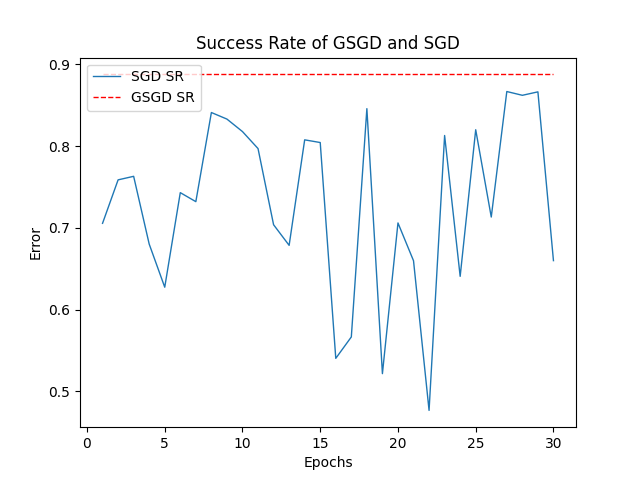 Success Rate of GSGD and SGD
SGD SR
GSGD SR
Error
0.9
0.8
0.7
0.6
0.5
0 5 10 15 20 25 30
Epochs